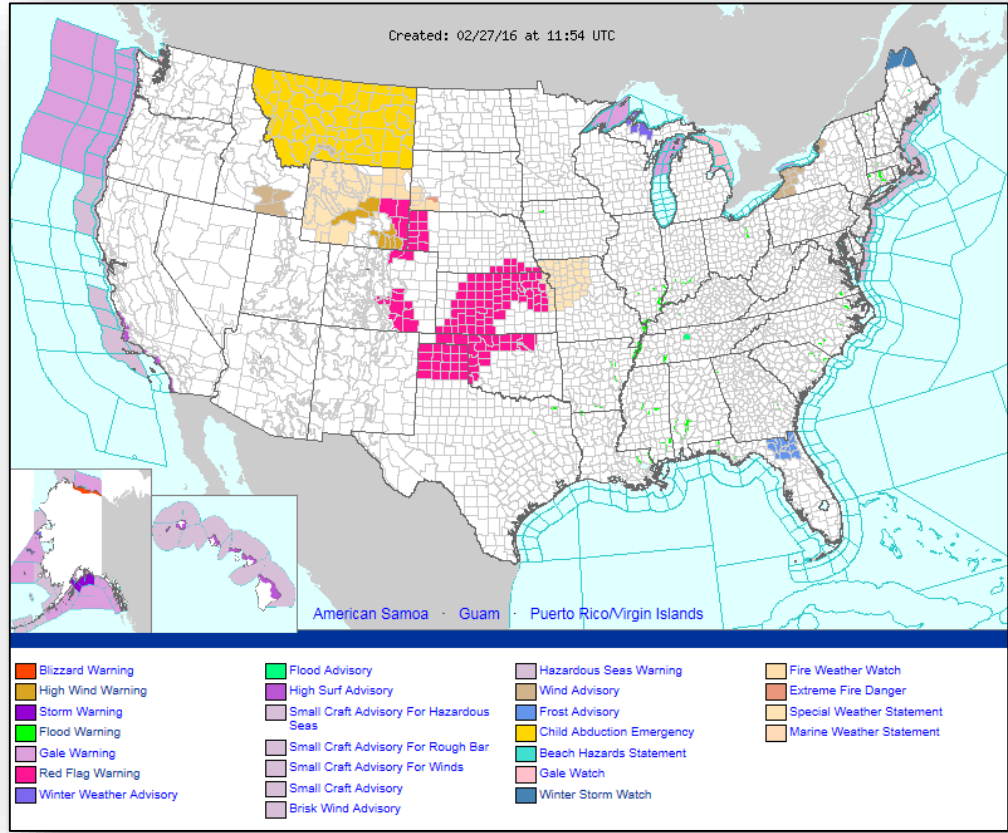 Created: 02/27/16 at 11:54 UTC
American Samoa · Guam · Puerto Rico/Virgin Islands
Blizzard Warning
High Wind Warning
Storm Warning
Flood Warning
Gale Warning
Red Flag Warning
Winter Weather Advisory
Flood Advisory
High Surf Advisory
Small Craft Advisory For Hazardous
Seas
Small Craft Advisory For Rough Bar
Small Craft Advisory For Winds
Small Craft Advisory
Brisk Wind Advisory
Hazardous Seas Warning
Wind Advisory
Frost Advisory
Child Abduction Emergency
Beach Hazards Statement
Gale Watch
Winter Storm Watch
Fire Weather Watch
Extreme Fire Danger
Special Weather Statement
Marine Weather Statement